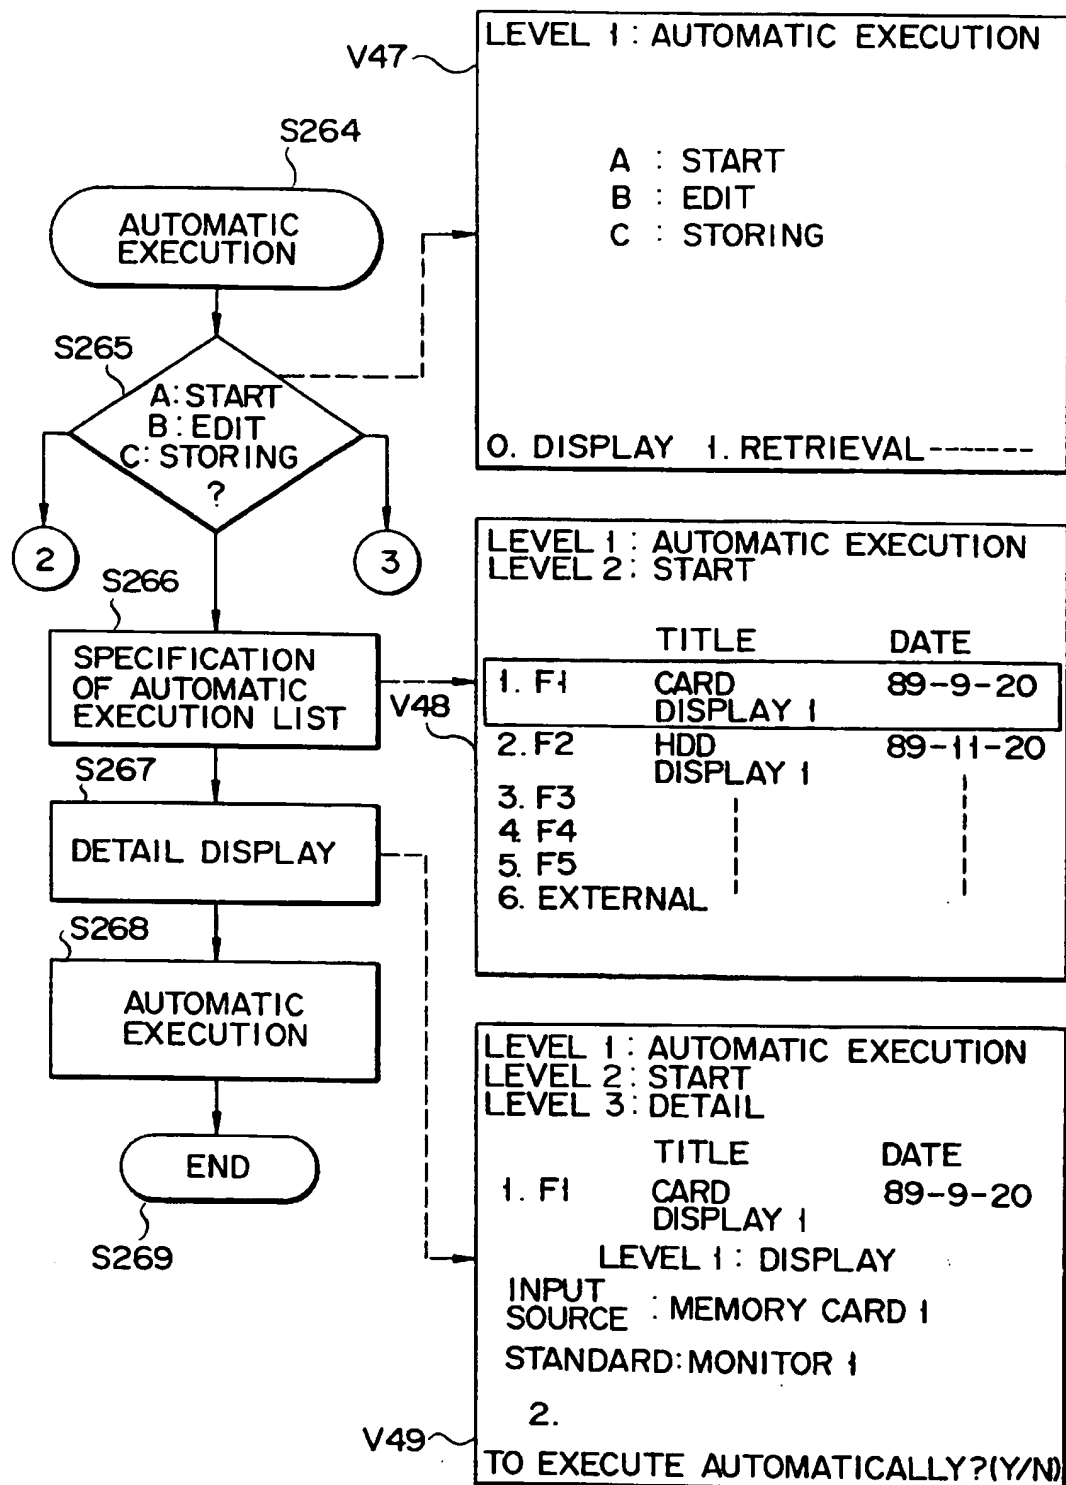 S264
AUTOMATIC
EXECUTION
S265
A:START
B:EDIT
C:STORING
?
2
3
S266
SPECIFICATION
OF AUTOMATIC
EXECUTION LIST
S267
DETAIL DISPLAY
S268
AUTOMATIC
EXECUTION
END
S269
V47
LEVEL 1: AUTOMATIC EXECUTION
A : START
B : EDIT
C : STORING
0. DISPLAY 1. RETRIEVAL------
V48
LEVEL 1: AUTOMATIC EXECUTION
LEVEL 2: START
TITLE DATE
1. F1 CARD 89-9-20
DISPLAY 1
2. F2 HDD 89-11-20
DISPLAY 1
3. F3
4. F4
5. F5
6. EXTERNAL
V49
LEVEL 1: AUTOMATIC EXECUTION
LEVEL 2: START
LEVEL 3: DETAIL
TITLE DATE
1. F1 CARD 89-9-20
DISPLAY 1
LEVEL 1: DISPLAY
INPUT
SOURCE : MEMORY CARD 1
STANDARD: MONITOR 1
2.
TO EXECUTE AUTOMATICALLY?(Y/N)